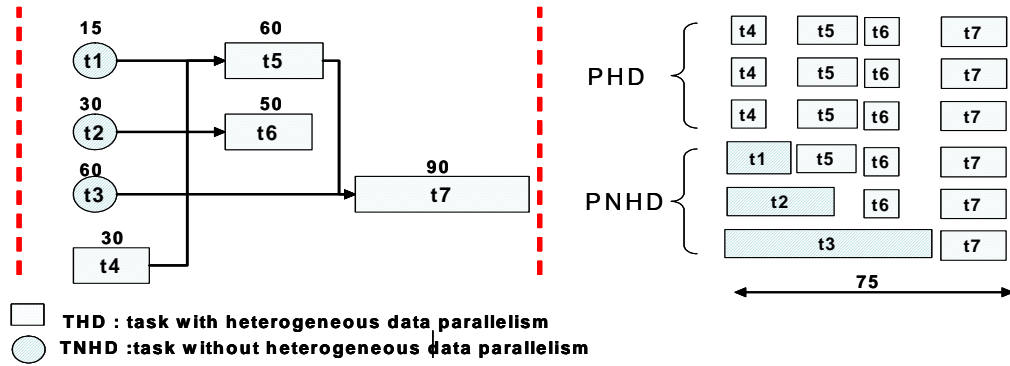 15
t1
60
t5
30
t2
50
t6
60
t3
90
t7
30
t4
THD : task with heterogeneous data parallelism
TNHD :task without heterogeneous data parallelism
PHD
t4 t5 t6 t7
t4 t5 t6 t7
t4 t5 t6 t7
PNHD
t1 t5 t6 t7
t2 t6 t7
t3 t7
75